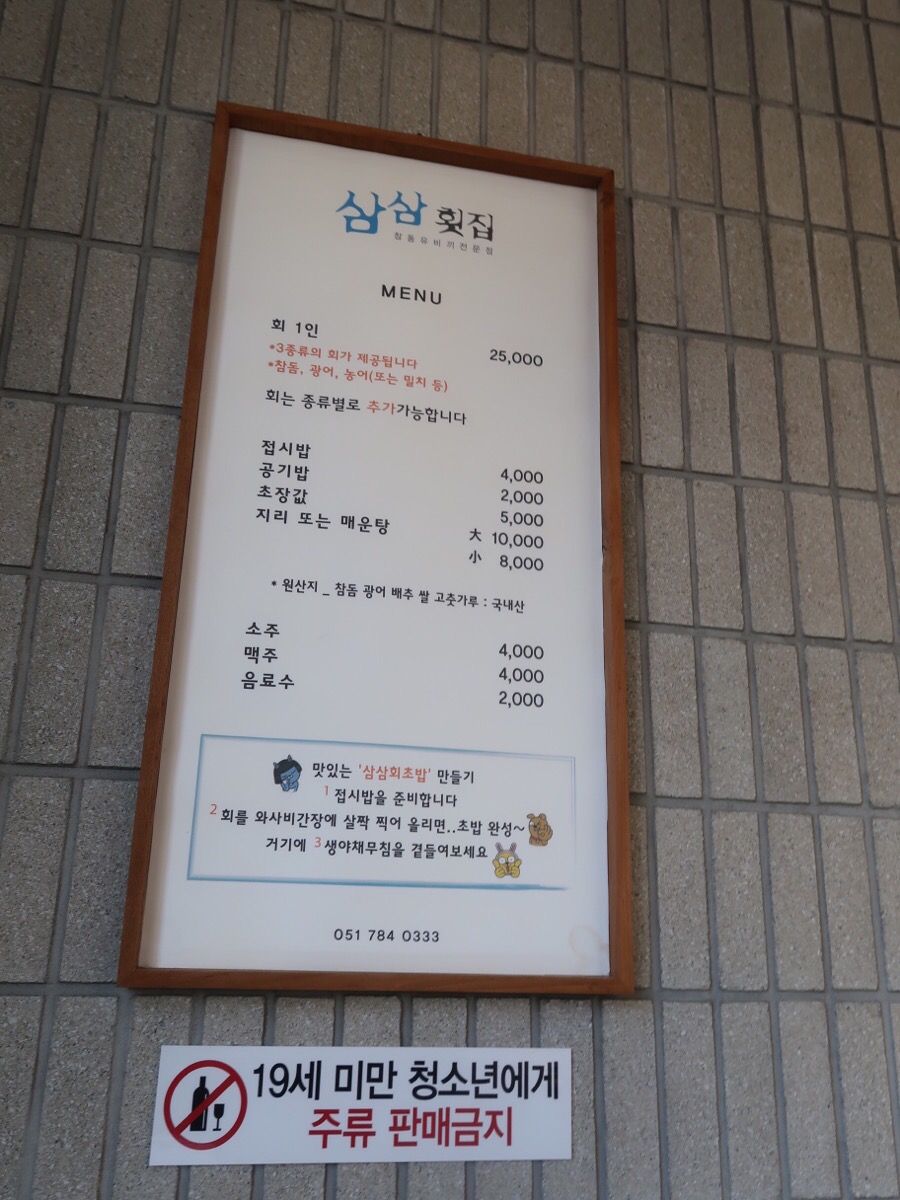 삼삼 횟집
참돔유비끼전문점
MENU
회 1인 25,000
*3종류의 회가 제공됩니다
*참돔, 광어, 농어(또는 밀치 등)
회는 종류별로 추가가능합니다
접시밥 4,000
공기밥 2,000
초장값 5,000
지리 또는 매운탕 大 10,000
小 8,000
* 원산지 _ 참돔 광어 배추 쌀 고춧가루 : 국내산
소주 4,000
맥주 4,000
음료수 2,000
맛있는 '삼삼회초밥' 만들기
1 접시밥을 준비합니다
2 회를 와사비간장에 살짝 찍어 올리면..초밥 완성~
거기에 3 생야채무침을 곁들여보세요
051 784 0333
19세 미만 청소년에게
주류 판매금지